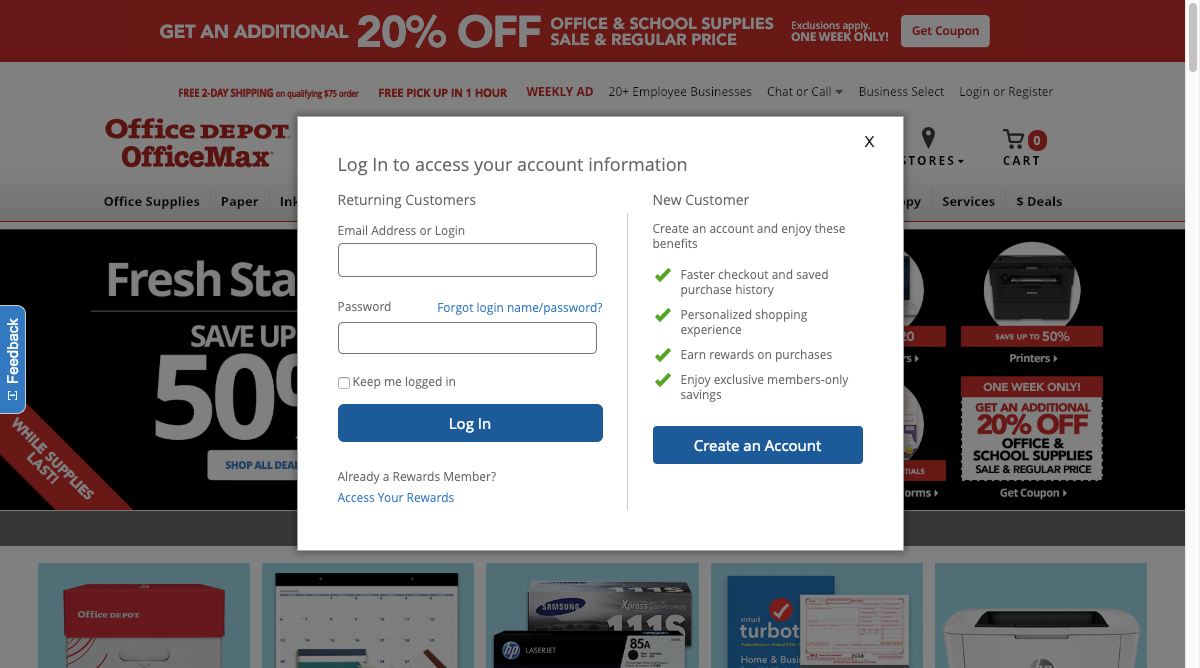 GET AN ADDITIONAL 20% OFF OFFICE & SCHOOL SUPPLIES
SALE & REGULAR PRICE
Exclusions apply.
ONE WEEK ONLY!
Get Coupon
FREE 2-DAY SHIPPING on qualifying $75 order
FREE PICK UP IN 1 HOUR
WEEKLY AD
20+ Employee Businesses
Chat or Call
Business Select
Login or Register
Office DEPOT
OfficeMax
STORES
0
CART
Office Supplies
Paper
Ink
Services
$ Deals
X
Log In to access your account information
Returning Customers
Email Address or Login
Password
Forgot login name/password?
Keep me logged in
Log In
Already a Rewards Member?
Access Your Rewards
New Customer
Create an account and enjoy these
benefits
Faster checkout and saved
purchase history
Personalized shopping
experience
Earn rewards on purchases
Enjoy exclusive members-only
savings
Create an Account
Feedback
Fresh Sta
SAVE UP
50%
WHILE SUPPLIES
LAST!
SHOP ALL DEA
SAVE UP TO 50%
Printers
ONE WEEK ONLY!
GET AN ADDITIONAL
20% OFF
OFFICE &
SCHOOL SUPPLIES
SALE & REGULAR PRICE
Get Coupon
Office DEPOT
SAMSUNG
Xpress
111S
111S
hp
LASERJET
85A
intuit
turbot
Home & Busi